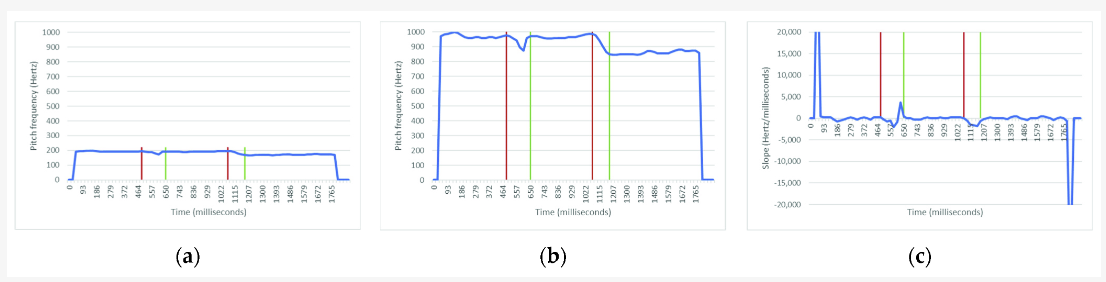 Pitch frequency (Hertz)
1000
900
800
700
600
500
400
300
200
100
0
0 93 186 279 372 464 557 650 743 836 929 1022 1115 1207 1300 1393 1486 1579 1672 1765
Time (milliseconds)
(a)
Pitch frequency (Hertz)
1000
900
800
700
600
500
400
300
200
100
0
0 93 186 279 372 464 557 650 743 836 929 1022 1115 1207 1300 1393 1486 1579 1672 1765
Time (milliseconds)
(b)
Slope (Hertz/milliseconds)
20,000
15,000
10,000
5,000
0
-5,000
-10,000
-15,000
-20,000
0 93 186 279 372 464 557 650 743 836 929 1022 1115 1207 1300 1393 1486 1579 1672 1765
Time (milliseconds)
(c)